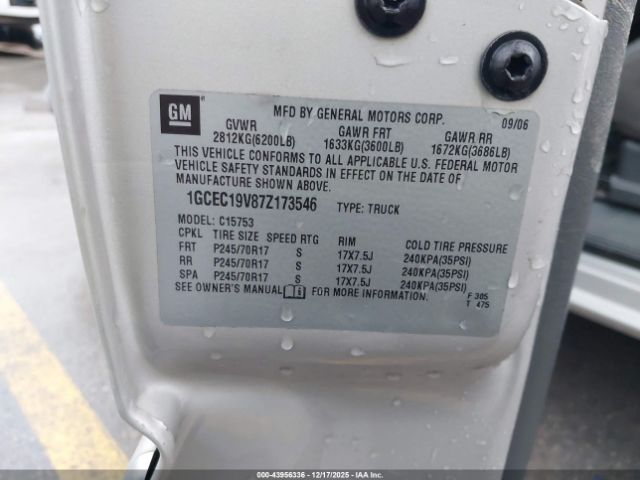 GM
MFD BY GENERAL MOTORS CORP. 09/06
GVWR GAWR FRT GAWR RR
2812KG(6200LB) 1633KG(3600LB) 1672KG(3686LB)
THIS VEHICLE CONFORMS TO ALL APPLICABLE U.S. FEDERAL MOTOR
VEHICLE SAFETY STANDARDS IN EFFECT ON THE DATE OF
MANUFACTURE SHOWN ABOVE.
1GCEC19V87Z173546 TYPE: TRUCK
MODEL: C15753
CPKL TIRE SIZE SPEED RTG RIM COLD TIRE PRESSURE
FRT P245/70R17 S 17X7.5J 240KPA(35PSI)
RR P245/70R17 S 17X7.5J 240KPA(35PSI)
SPA P245/70R17 S 17X7.5J 240KPA(35PSI)
SEE OWNER'S MANUAL FOR MORE INFORMATION. F 305
T 475
000-43956336 - 12/17/2025 - IAAI.COM